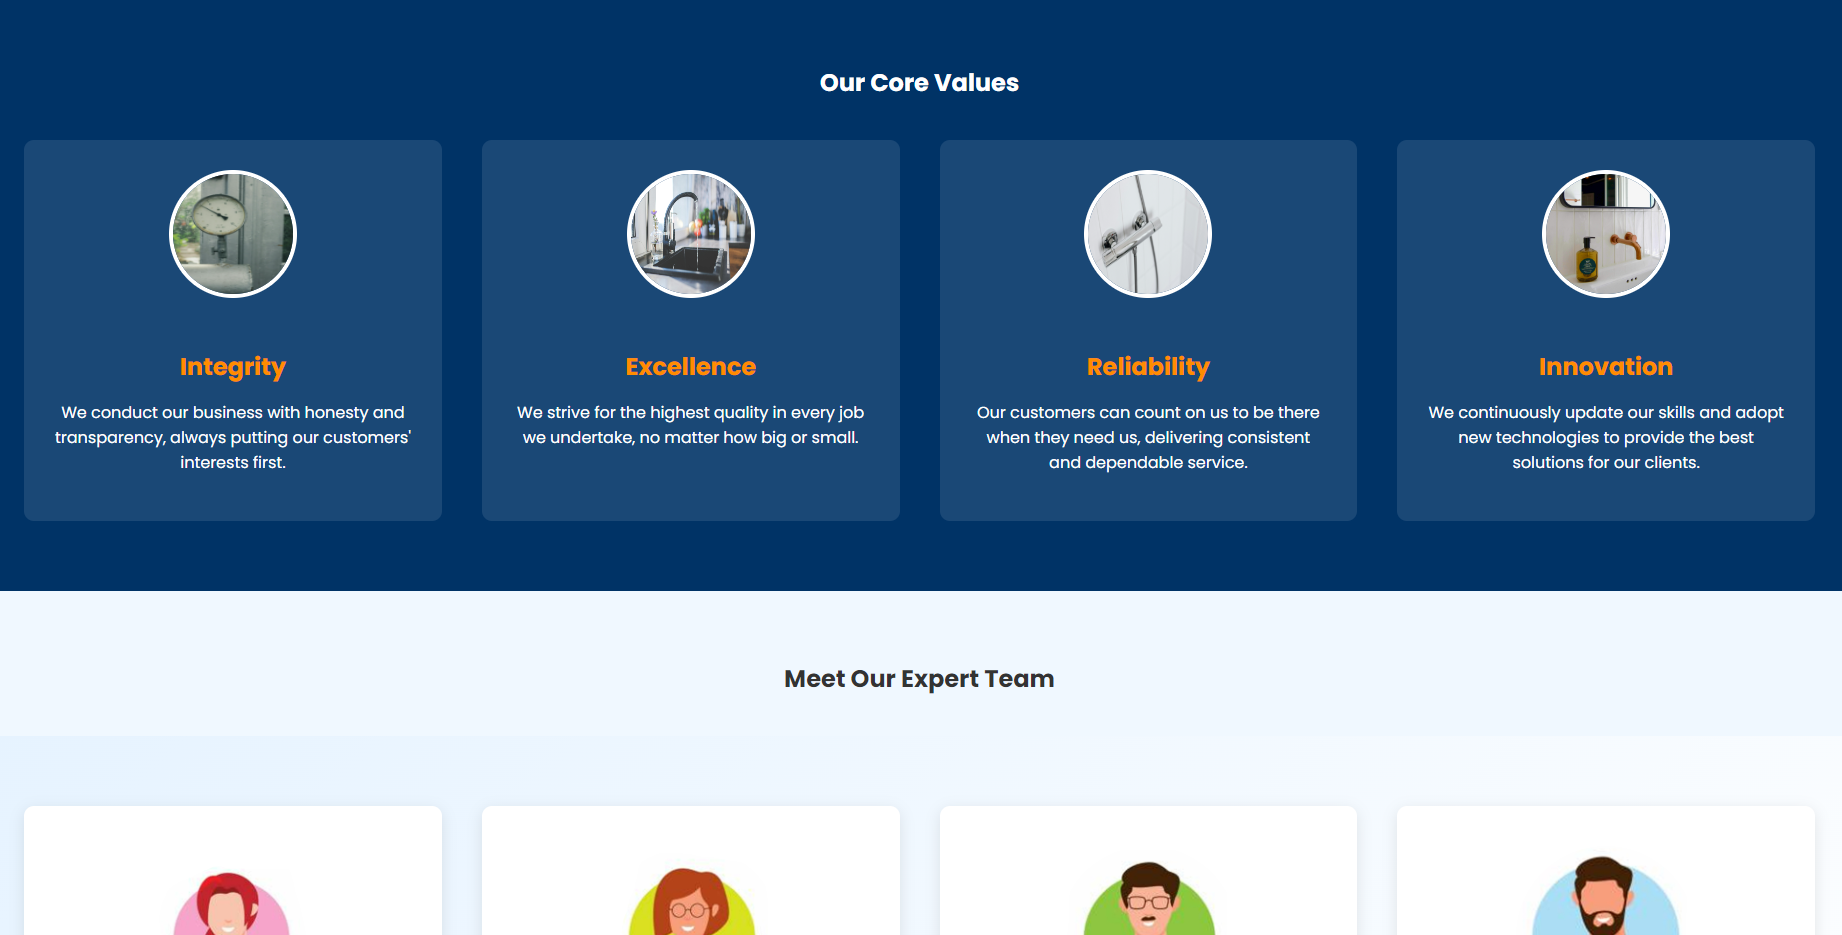 Our Core Values
Integrity
We conduct our business with honesty and
transparency, always putting our customers'
interests first.
Excellence
We strive for the highest quality in every job
we undertake, no matter how big or small.
Reliability
Our customers can count on us to be there
when they need us, delivering consistent
and dependable service.
Innovation
We continuously update our skills and adopt
new technologies to provide the best
solutions for our clients.
Meet Our Expert Team